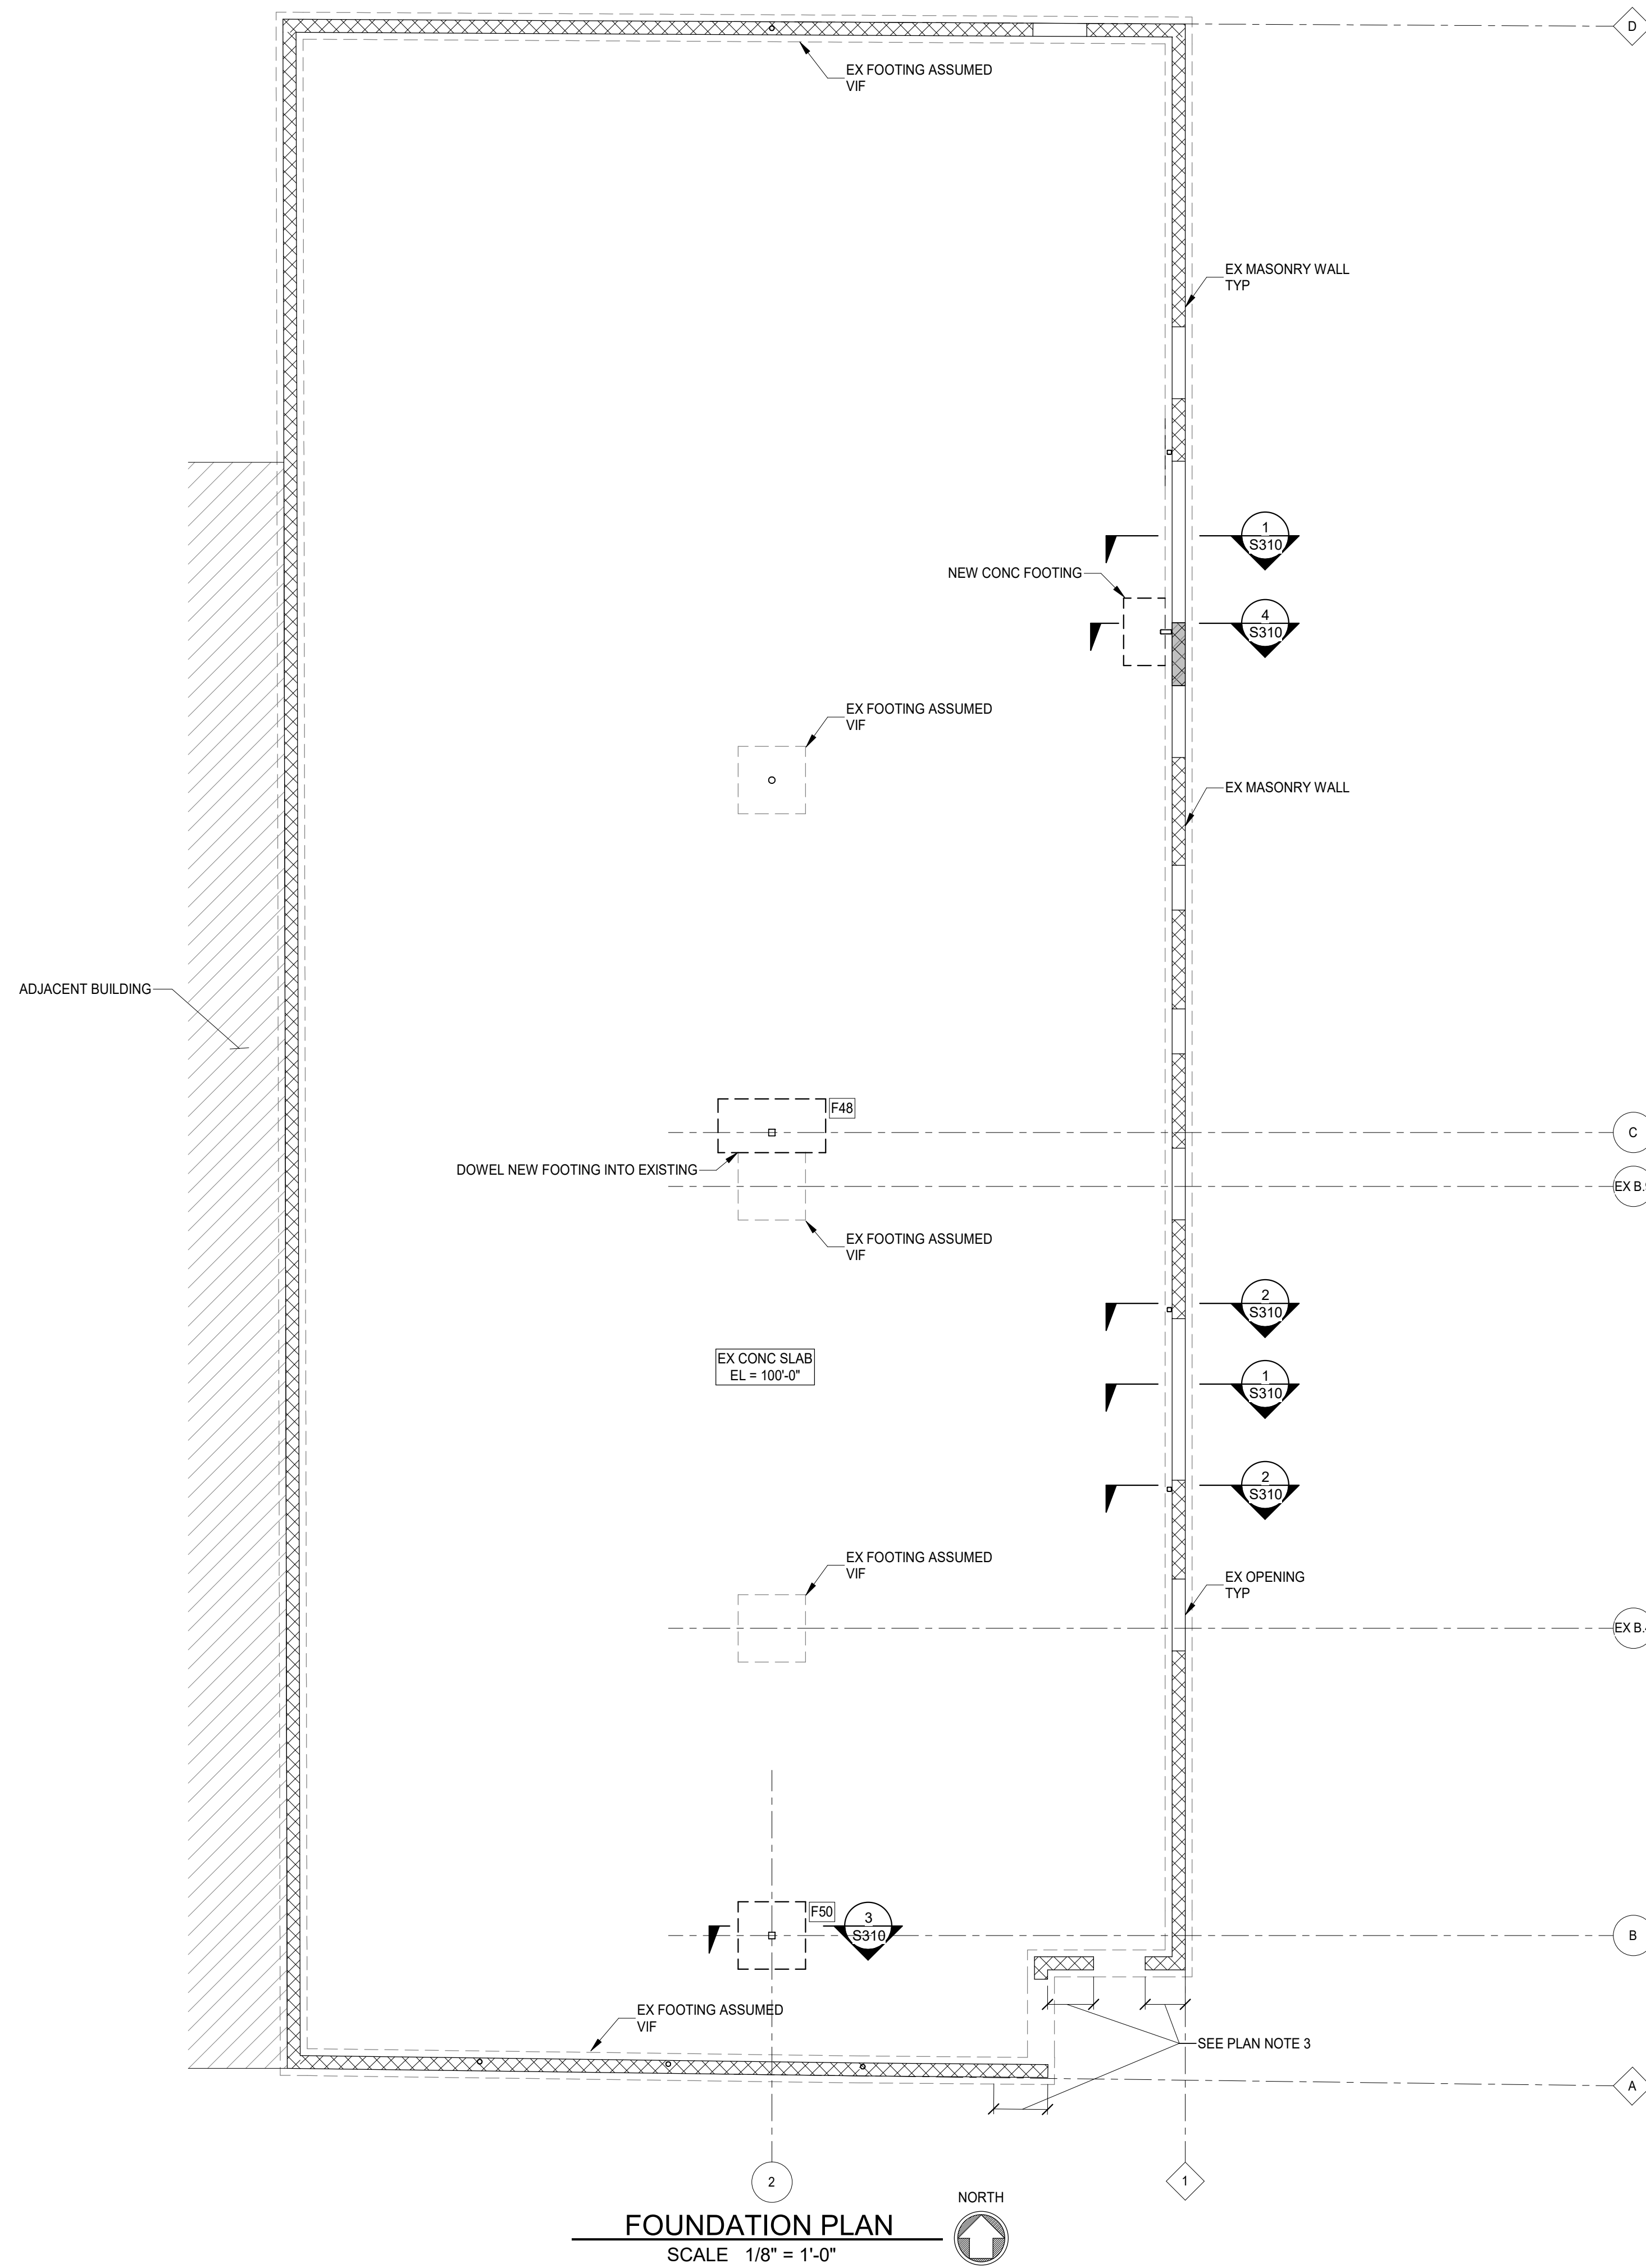 D
EX FOOTING ASSUMED
VIF
EX MASONRY WALL
TYP
1
S310
NEW CONC FOOTING
4
S310
EX FOOTING ASSUMED
VIF
EX MASONRY WALL
ADJACENT BUILDING
F48
C
DOWEL NEW FOOTING INTO EXISTING
EX B.
EX FOOTING ASSUMED
VIF
2
S310
EX CONC SLAB
EL = 100'-0"
1
S310
2
S310
EX FOOTING ASSUMED
VIF
EX OPENING
TYP
EX B.
F50
3
S310
B
EX FOOTING ASSUMED
VIF
SEE PLAN NOTE 3
A
2
1
NORTH
FOUNDATION PLAN
SCALE 1/8" = 1'-0"